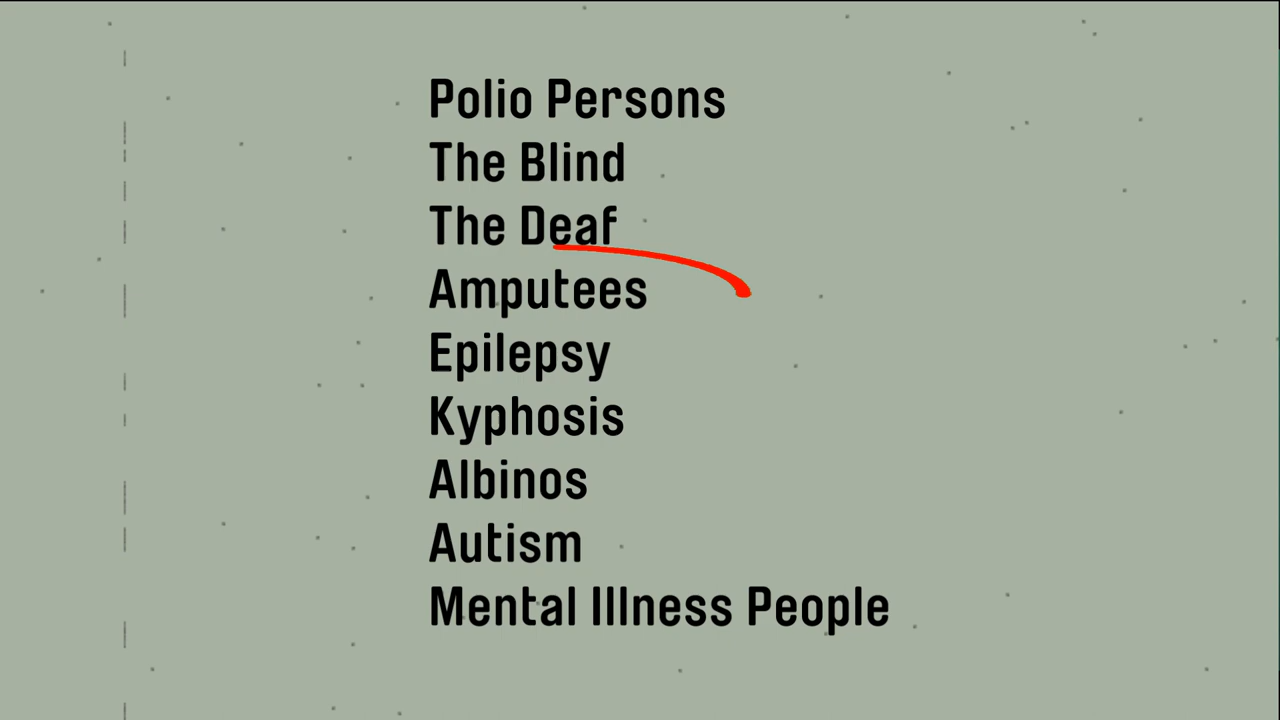 Polio Persons
The Blind
The Deaf
Amputees
Epilepsy
Kyphosis
Albinos
Autism
Mental Illness People